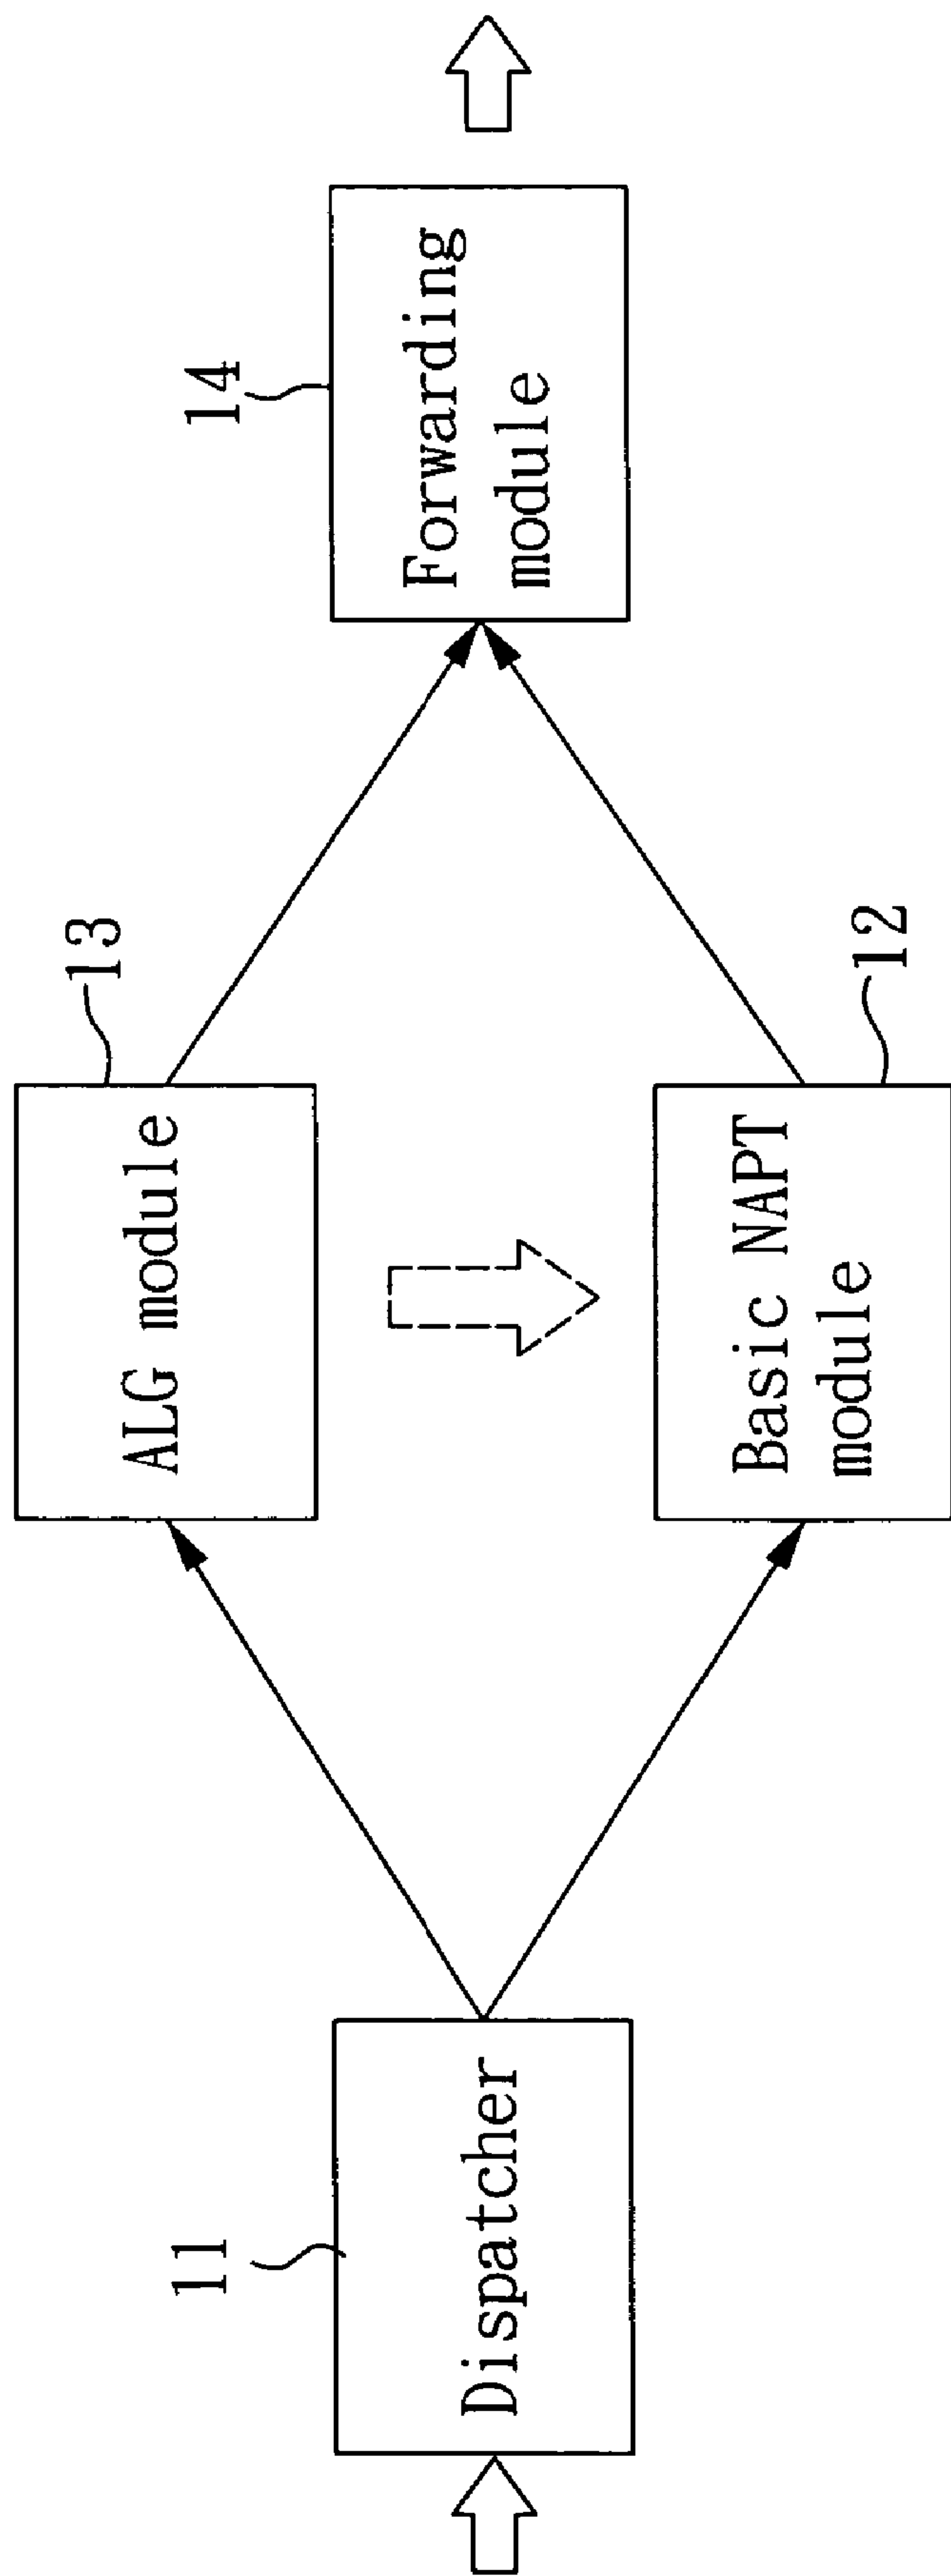 11
Dispatcher
13
ALG module
12
Basic NAPT
module
14
Forwarding
module